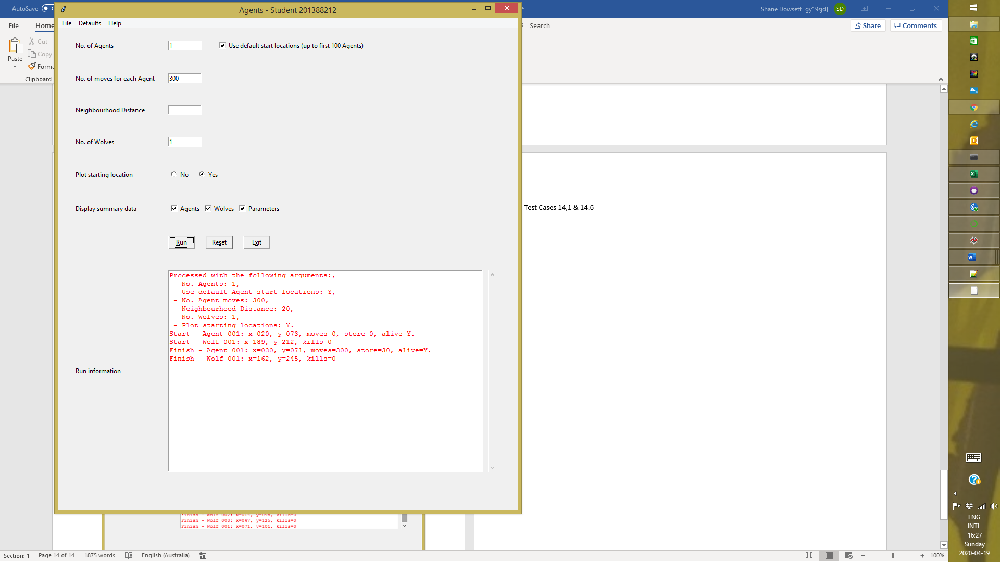 AutoSave
Agents - Student 201388212
Shane Dowsett [gy19sjd]
SD
File
Home
Search
Share
Comments
Cut
Copy
Paste
Forma
Clipboard
File Defaults Help
No. of Agents
1
Use default start locations (up to first 100 Agents)
No. of moves for each Agent
300
Neighbourhood Distance
No. of Wolves
1
Plot starting location
No
Yes
Display summary data
Agents
Wolves
Parameters
Run
Reset
Exit
Run information
Processed with the following arguments:,
- No. Agents: 1,
- Use default Agent start locations: Y,
- No. Agent moves: 300,
- Neighbourhood Distance: 20,
- No. Wolves: 1,
- Plot starting locations: Y.
Start - Agent 001: x=020, y=073, moves=0, store=0, alive=Y.
Start - Wolf 001: x=189, y=212, kills=0
Finish - Agent 001: x=030, y=071, moves=300, store=30, alive=Y.
Finish - Wolf 001: x=162, y=245, kills=0
Test Cases 14,1 & 14.6
Finish - Wolf 002: x=014, y=098, kills=0
Finish - Wolf 003: x=047, y=125, kills=0
Finish - Wolf 001: x=071, y=101, kills=0
Section: 1
Page 14 of 14
1875 words
English (Australia)
100%
ENG
INTL
16:27
Sunday
2020-04-19